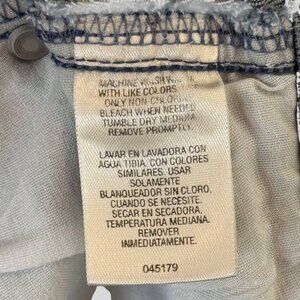 MACHINE WASH WARM
WITH LIKE COLORS
ONLY NON-CHLORINE
BLEACH WHEN NEEDED
TUMBLE DRY MEDIUM
REMOVE PROMPTLY.
LAVAR EN LAVADORA CON
AGUA TIBIA, CON COLORES
SIMILARES. USAR
SOLAMENTE
BLANQUEADOR SIN CLORO,
CUANDO SE NECESITE.
SECAR EN SECADORA,
TEMPERATURA MEDIANA.
REMOVER
INMEDIATAMENTE.
045179